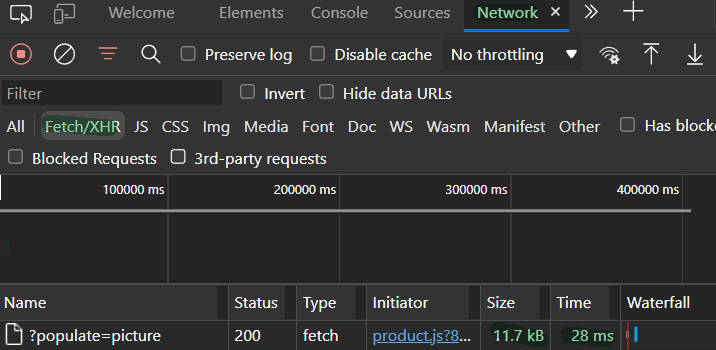 Welcome Elements Console Sources Network
Preserve log Disable cache No throttling
Filter Invert Hide data URLs
All Fetch/XHR JS CSS Img Media Font Doc WS Wasm Manifest Other Has blocke
Blocked Requests 3rd-party requests
100000 ms 200000 ms 300000 ms 400000 ms
Name Status Type Initiator Size Time Waterfall
?populate=picture 200 fetch product.js?8... 11.7 kB 28 ms